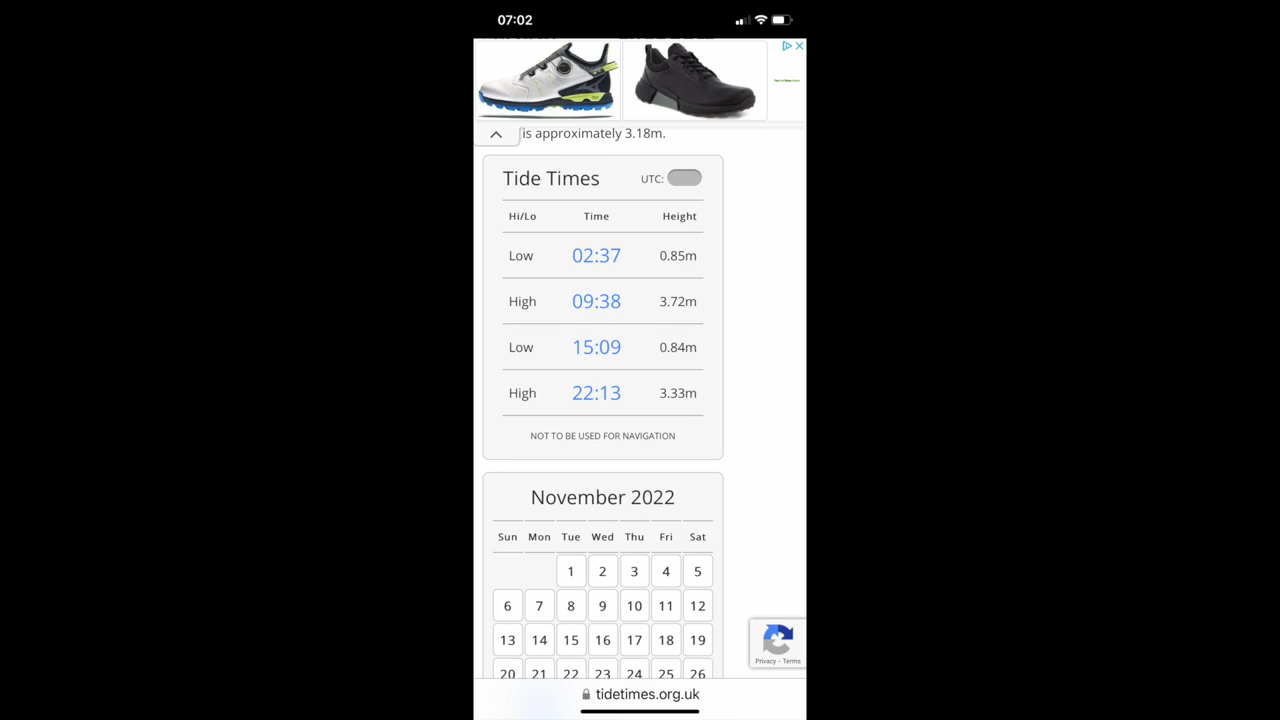 07:02
is approximately 3.18m.
Tide Times UTC:
Hi/Lo Time Height
Low 02:37 0.85m
High 09:38 3.72m
Low 15:09 0.84m
High 22:13 3.33m
NOT TO BE USED FOR NAVIGATION
November 2022
Sun Mon Tue Wed Thu Fri Sat
1 2 3 4 5
6 7 8 9 10 11 12
13 14 15 16 17 18 19
20 21 22 23 24 25 26
Privacy - Terms
tidetimes.org.uk